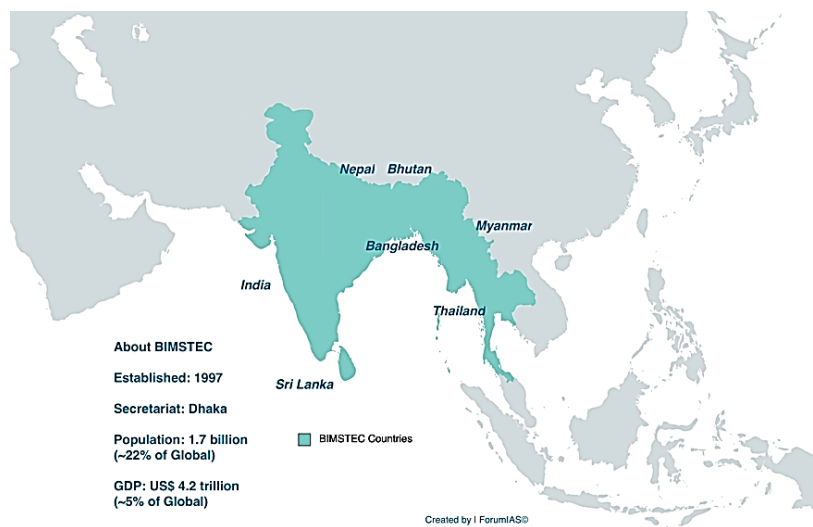 Nepal Bhutan
Myanmar
Bangladesh
India
Thailand
Sri Lanka
About BIMSTEC
Established: 1997
Secretariat: Dhaka
Population: 1.7 billion
(~22% of Global)
GDP: US$ 4.2 trillion
(~5% of Global)
BIMSTEC Countries
Created by | ForumIAS©